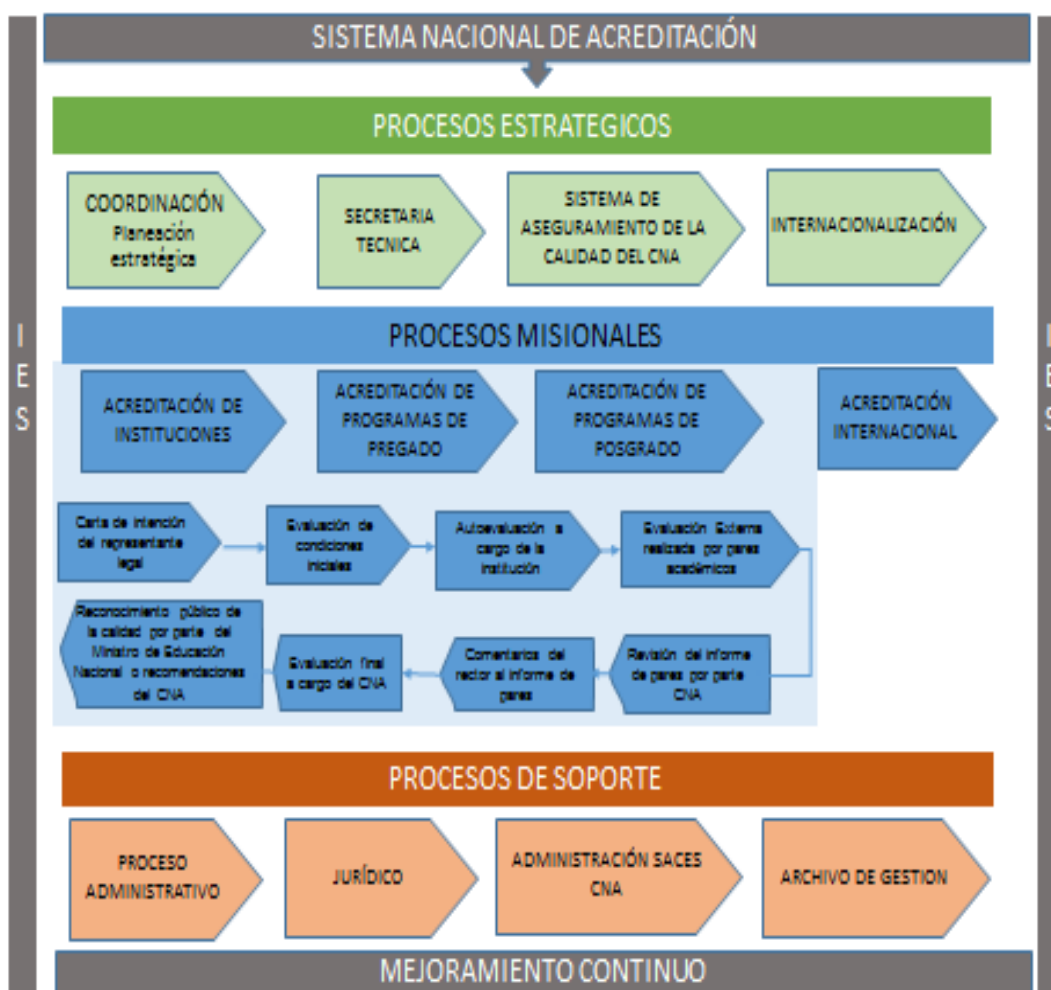 SISTEMA NACIONAL DE ACREDITACIÓN
PROCESOS ESTRATEGICOS
COORDINACIÓN
Planeación
estratégica
SECRETARIA
TECNICA
SISTEMA DE
ASEGURAMIENTO DE LA
CALIDAD DEL CNA
INTERNACIONALIZACIÓN
I
E
S
PROCESOS MISIONALES
I
E
S
ACREDITACIÓN DE
INSTITUCIONES
ACREDITACIÓN DE
PROGRAMAS DE
PREGADO
ACREDITACIÓN DE
PROGRAMAS DE
POSGRADO
ACREDITACIÓN
INTERNACIONAL
Carta de intención
del representante
legal
Evaluación de
condiciones
iniciales
Autoevaluación a
cargo de la
institución
Evaluación Externa
realizada por pares
académicos
Reconocimiento público de
la calidad por parte del
Ministro de Educación
Nacional o recomendaciones
del CNA
Evaluación final
a cargo del CNA
Comentarios del
rector al informe de
pares
Revisión del informe
de pares por parte
CNA
PROCESOS DE SOPORTE
PROCESO
ADMINISTRATIVO
JURÍDICO
ADMINISTRACIÓN SACES
CNA
ARCHIVO DE GESTION
MEJORAMIENTO CONTINUO